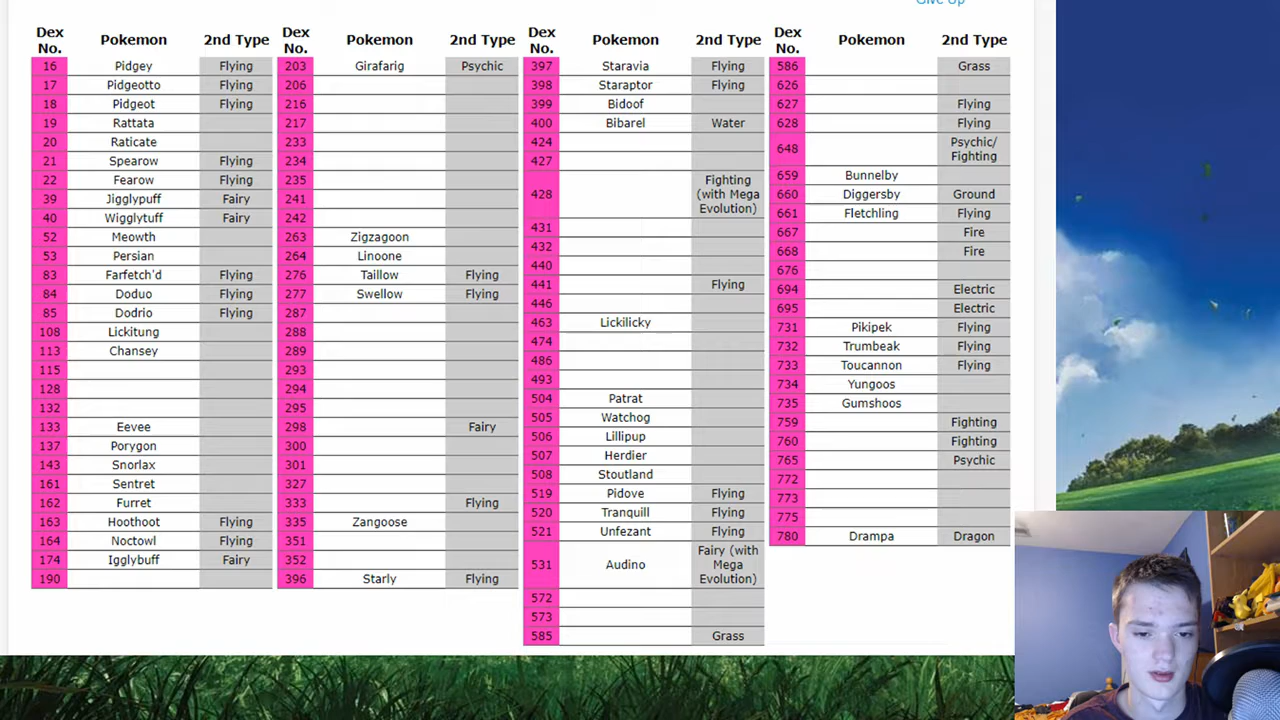 Give Up
Dex No. Pokemon 2nd Type Dex No. Pokemon 2nd Type Dex No. Pokemon 2nd Type Dex No. Pokemon 2nd Type
16 Pidgey Flying
17 Pidgeotto Flying
18 Pidgeot Flying
19 Rattata
20 Raticate
21 Spearow Flying
22 Fearow Flying
39 Jigglypuff Fairy
40 Wigglytuff Fairy
52 Meowth
53 Persian
83 Farfetch'd Flying
84 Doduo Flying
85 Dodrio Flying
108 Lickitung
113 Chansey
115
128
132
133 Eevee
137 Porygon
143 Snorlax
161 Sentret
162 Furret
163 Hoothoot Flying
164 Noctowl Flying
174 Igglybuff Fairy
190
203 Girafarig Psychic
206
216
217
233
234
235
241
242
263 Zigzagoon
264 Linoone
276 Taillow Flying
277 Swellow Flying
287
288
289
293
294
295
298 Fairy
300
301
327
333 Flying
335 Zangoose
351
352
396 Starly Flying
397 Staravia Flying
398 Staraptor Flying
399 Bidoof
400 Bibarel Water
424
427
428 Fighting (with Mega Evolution)
431
432
440
441 Flying
446
463 Lickilicky
474
486
493
504 Patrat
505 Watchog
506 Lillipup
507 Herdier
508 Stoutland
519 Pidove Flying
520 Tranquill Flying
521 Unfezant Flying
531 Audino Fairy (with Mega Evolution)
572
573
585 Grass
586 Grass
626
627 Flying
628 Flying
648 Psychic/ Fighting
659 Bunnelby
660 Diggersby Ground
661 Fletchling Flying
667 Fire
668 Fire
676
694 Electric
695 Electric
731 Pikipek Flying
732 Trumbeak Flying
733 Toucannon Flying
734 Yungoos
735 Gumshoos
759 Fighting
760 Fighting
765 Psychic
772
773
775
780 Drampa Dragon